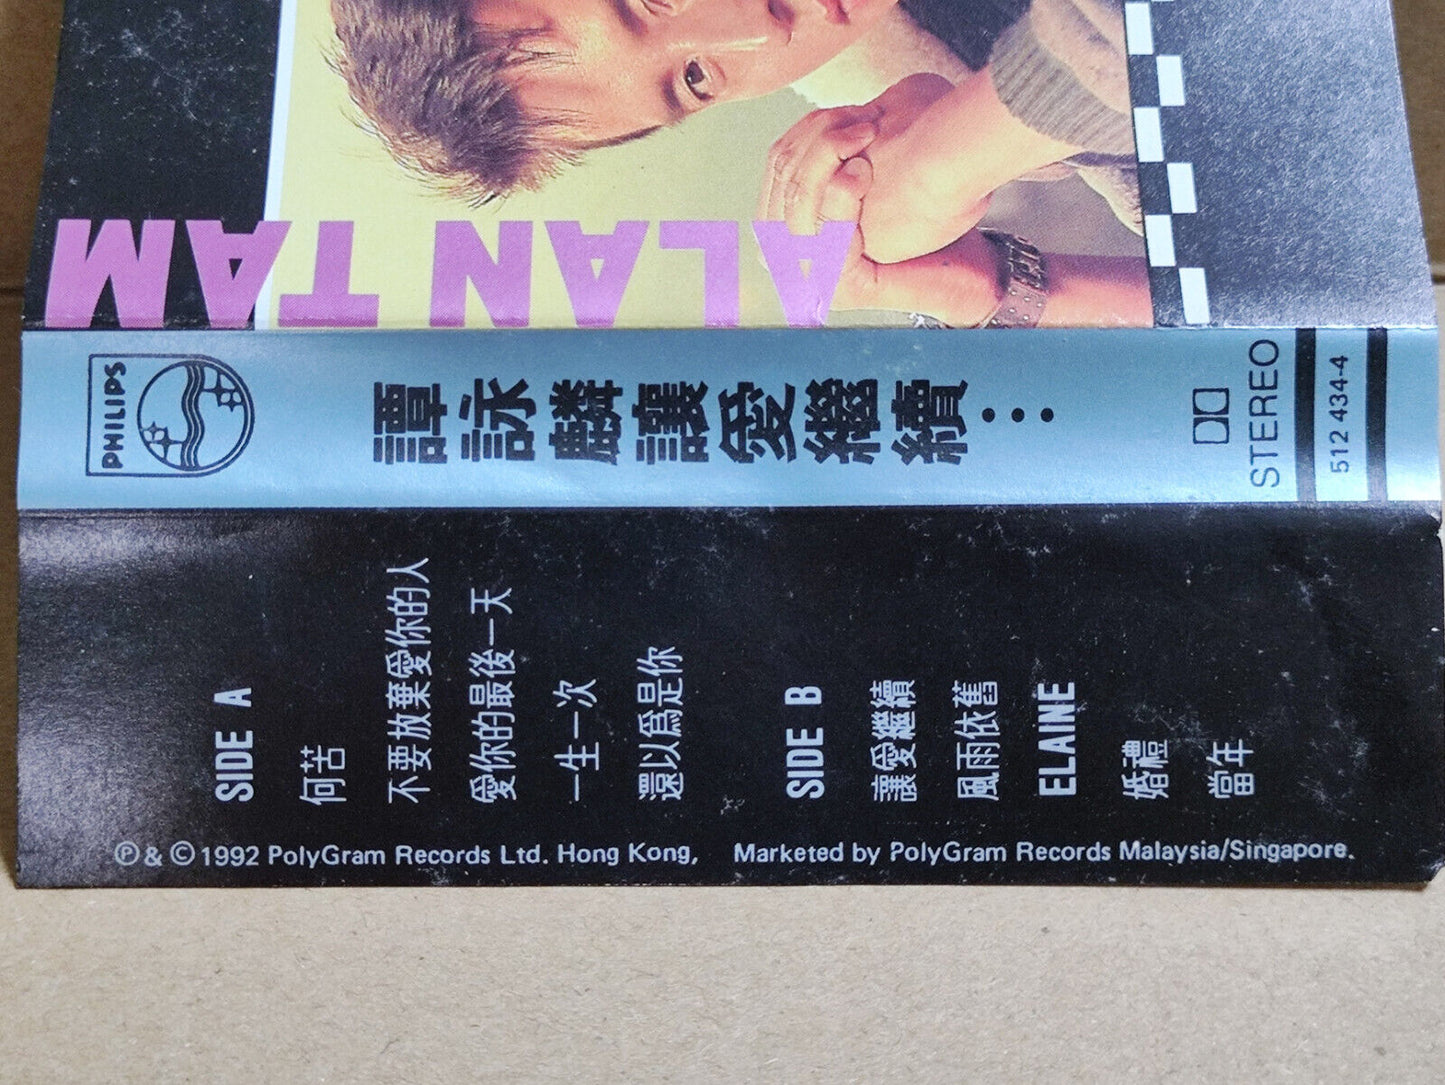 ALAN TAM
PHILIPS
譚詠麟讓愛繼續…
STEREO
512 434-4
SIDE A
何苦
不要放棄愛你的人
愛你的最後一天
一生一次
還以為是你
SIDE B
讓愛繼續
風雨依舊
ELAINE
婚禮
當年
Ⓟ & © 1992 PolyGram Records Ltd. Hong Kong, Marketed by PolyGram Records Malaysia/Singapore.